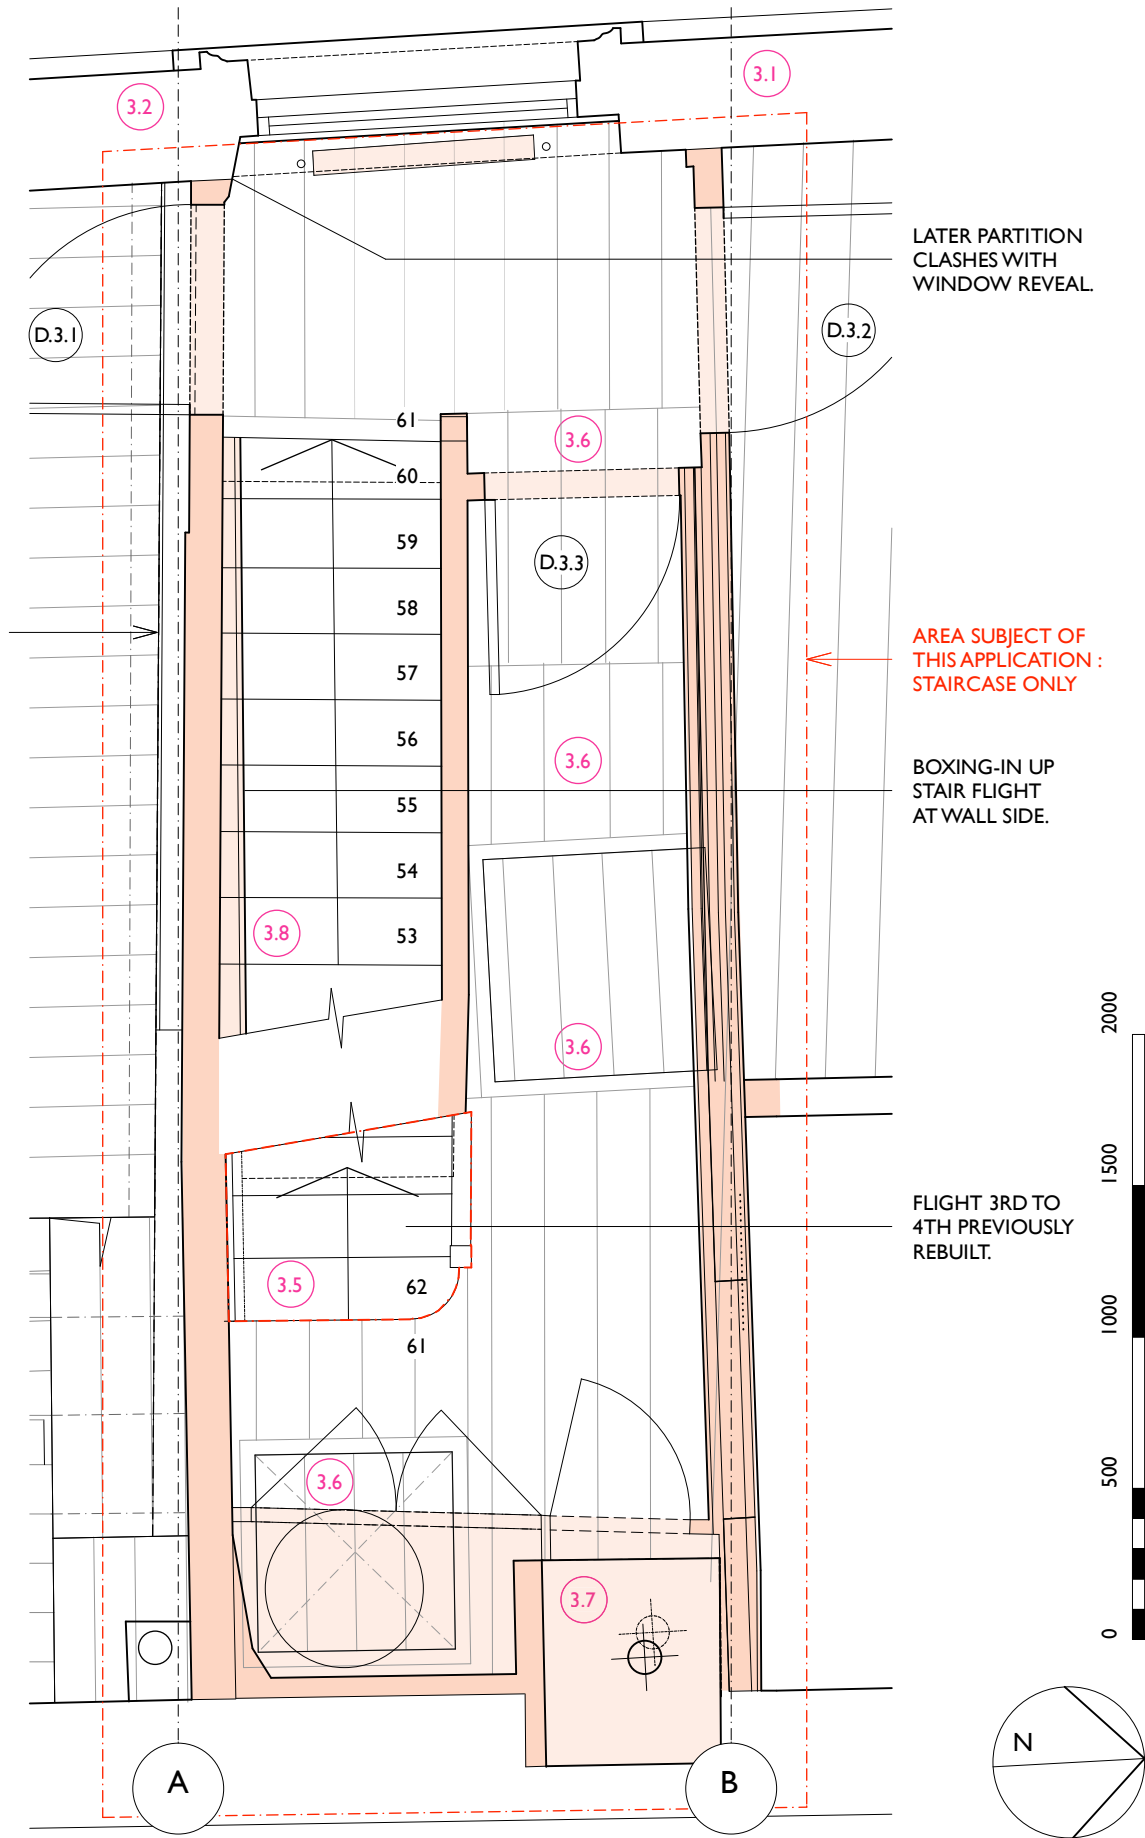 3.1
3.2
LATER PARTITION
CLASHES WITH
WINDOW REVEAL.
D.3.1
D.3.2
61
3.6
60
59
D.3.3
58
AREA SUBJECT OF
THIS APPLICATION :
STAIRCASE ONLY
57
56
3.6
BOXING-IN UP
STAIR FLIGHT
AT WALL SIDE.
55
54
3.8
53
2000
3.6
1500
FLIGHT 3RD TO
4TH PREVIOUSLY
REBUILT.
3.5
62
1000
61
3.6
500
3.7
0
N
A
B